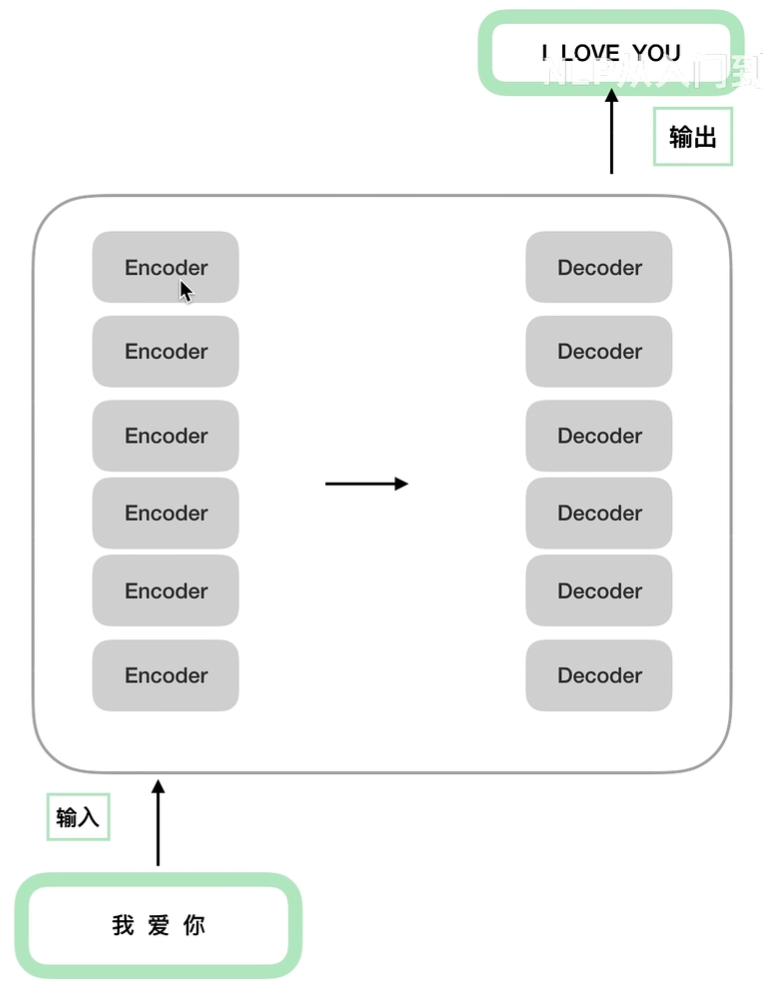 I LOVE YOU
NLP从入门到
输出
Encoder
Decoder
Encoder
Decoder
Encoder
Decoder
Encoder
Decoder
Encoder
Decoder
Encoder
Decoder
输入
我 爱 你